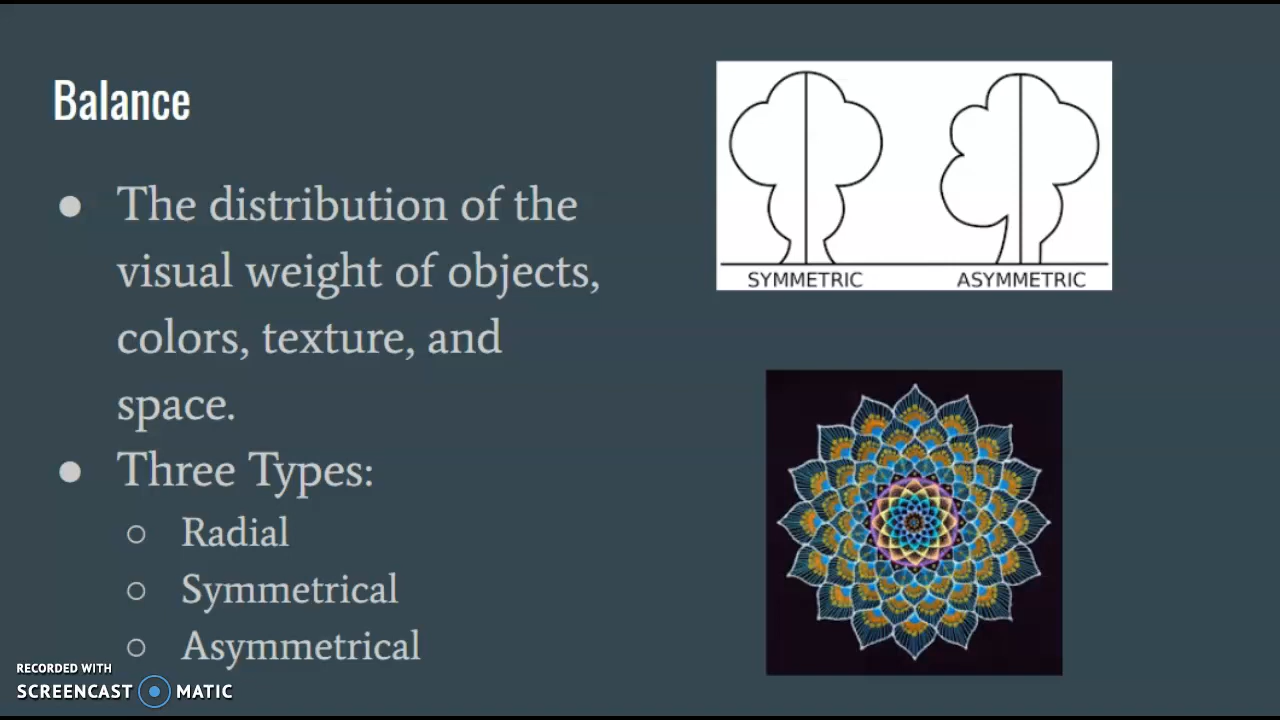 Balance
● The distribution of the
visual weight of objects,
colors, texture, and
space.
● Three Types:
○ Radial
○ Symmetrical
○ Asymmetrical
SYMMETRIC
ASYMMETRIC
RECORDED WITH
SCREENCAST MATIC